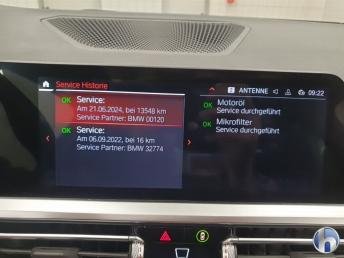 Service Historie
ANTENNE
09:22
OK Service:
Am 21.06.2024, bei 13548 km
Service Partner: BMW 00120
OK Service:
Am 06.09.2022, bei 16 km
Service Partner: BMW 32774
OK Motoröl
Service durchgeführt
OK Mikrofilter
Service durchgeführt
h